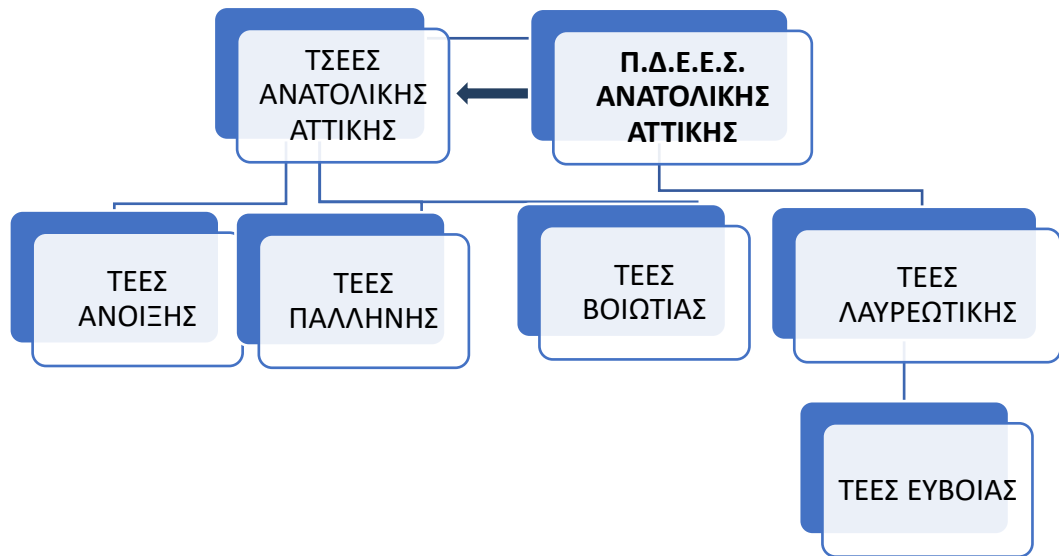 ΤΣΕΕΣ
ΑΝΑΤΟΛΙΚΗΣ
ΑΤΤΙΚΗΣ
Π.Δ.Ε.Ε.Σ.
ΑΝΑΤΟΛΙΚΗΣ
ΑΤΤΙΚΗΣ
ΤΕΕΣ
ΑΝΟΙΞΗΣ
ΤΕΕΣ
ΠΑΛΛΗΝΗΣ
ΤΕΕΣ
ΒΟΙΩΤΙΑΣ
ΤΕΕΣ
ΛΑΥΡΕΩΤΙΚΗΣ
ΤΕΕΣ ΕΥΒΟΙΑΣ